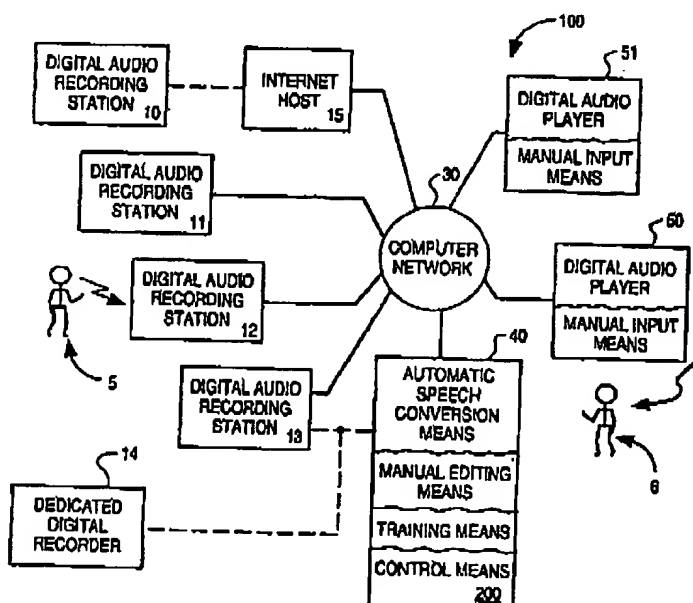 100
DIGITAL AUDIO
RECORDING
STATION 10
INTERNET
HOST
15
51
DIGITAL AUDIO
PLAYER
MANUAL INPUT
MEANS
DIGITAL AUDIO
RECORDING
STATION 11
30
COMPUTER
NETWORK
50
DIGITAL AUDIO
PLAYER
MANUAL INPUT
MEANS
DIGITAL AUDIO
RECORDING
STATION 12
5
40
AUTOMATIC
SPEECH
CONVERSION
MEANS
MANUAL EDITING
MEANS
TRAINING MEANS
CONTROL MEANS
200
DIGITAL AUDIO
RECORDING
STATION 13
6
14
DEDICATED
DIGITAL
RECORDER